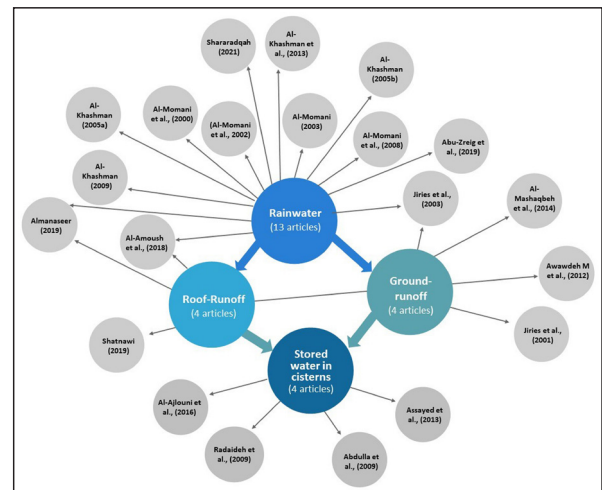 Shararadqah
(2021)
Al-
Khashman
et al., (2013)
Al-
Khashman
(2005b)
Al-
Khashman
(2005a)
Al-Momani
et al., (2000)
(Al-Momani
et al., 2002)
Al-Momani
(2003)
Al-Momani
et al., (2008)
Abu-Zreig et
al., (2019)
Al-
Khashman
(2009)
Rainwater
(13 articles)
Jiries et al.,
(2003)
Al-
Mashaqbeh
et al., (2014)
Almanaseer
(2019)
Al-Amoush
et al., (2018)
Roof-Runoff
(4 articles)
Ground-
runoff
(4 articles)
Awawdeh M
et al., (2012)
Shatnawi
(2019)
Jiries et al.,
(2001)
Stored
water in
cisterns
(4 articles)
Al-Ajlouni et
al., (2016)
Assayed et
al., (2013)
Radaideh et
al., (2009)
Abdulla et
al., (2009)